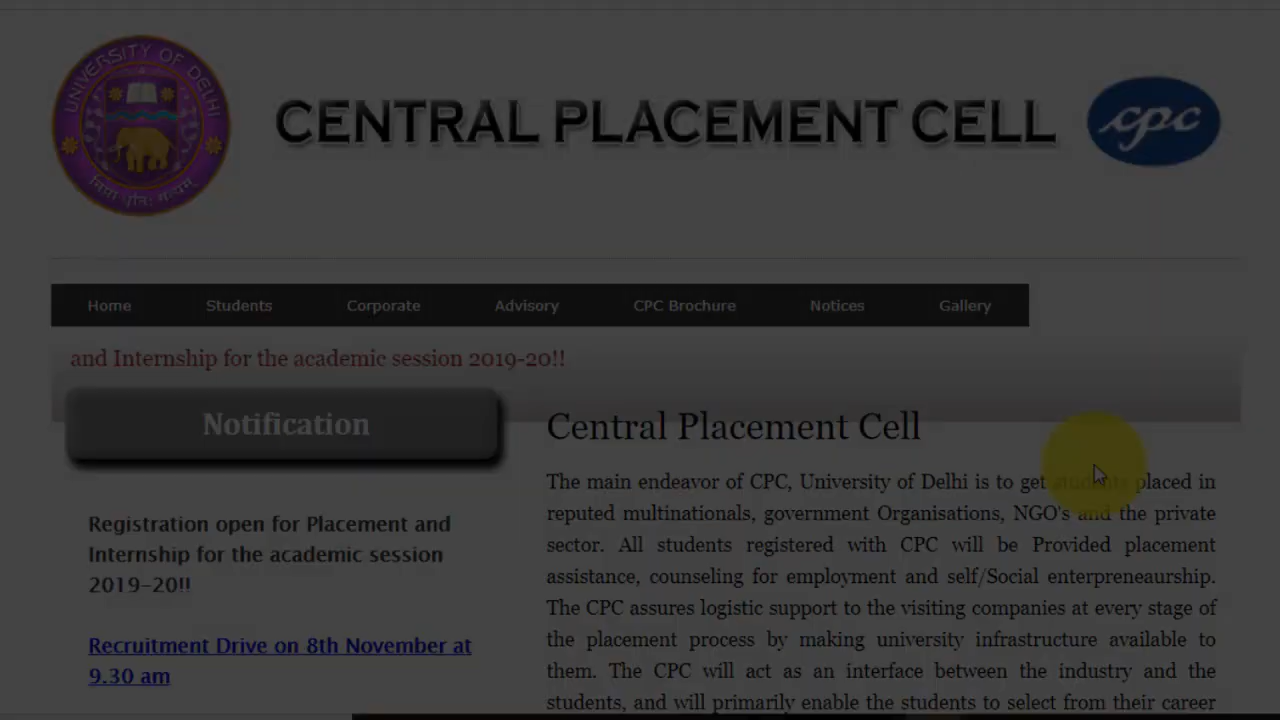 UNIVERSITY OF DELHI
CENTRAL PLACEMENT CELL
cpc
Home Students Corporate Advisory CPC Brochure Notices Gallery
and Internship for the academic session 2019-20!!
Notification
Registration open for Placement and
Internship for the academic session
2019-20!!
Recruitment Drive on 8th November at
9.30 am
Central Placement Cell
The main endeavor of CPC, University of Delhi is to get students placed in
reputed multinationals, government Organisations, NGO's and the private
sector. All students registered with CPC will be Provided placement
assistance, counseling for employment and self/Social enterpreneaurship.
The CPC assures logistic support to the visiting companies at every stage of
the placement process by making university infrastructure available to
them. The CPC will act as an interface between the industry and the
students, and will primarily enable the students to select from their career